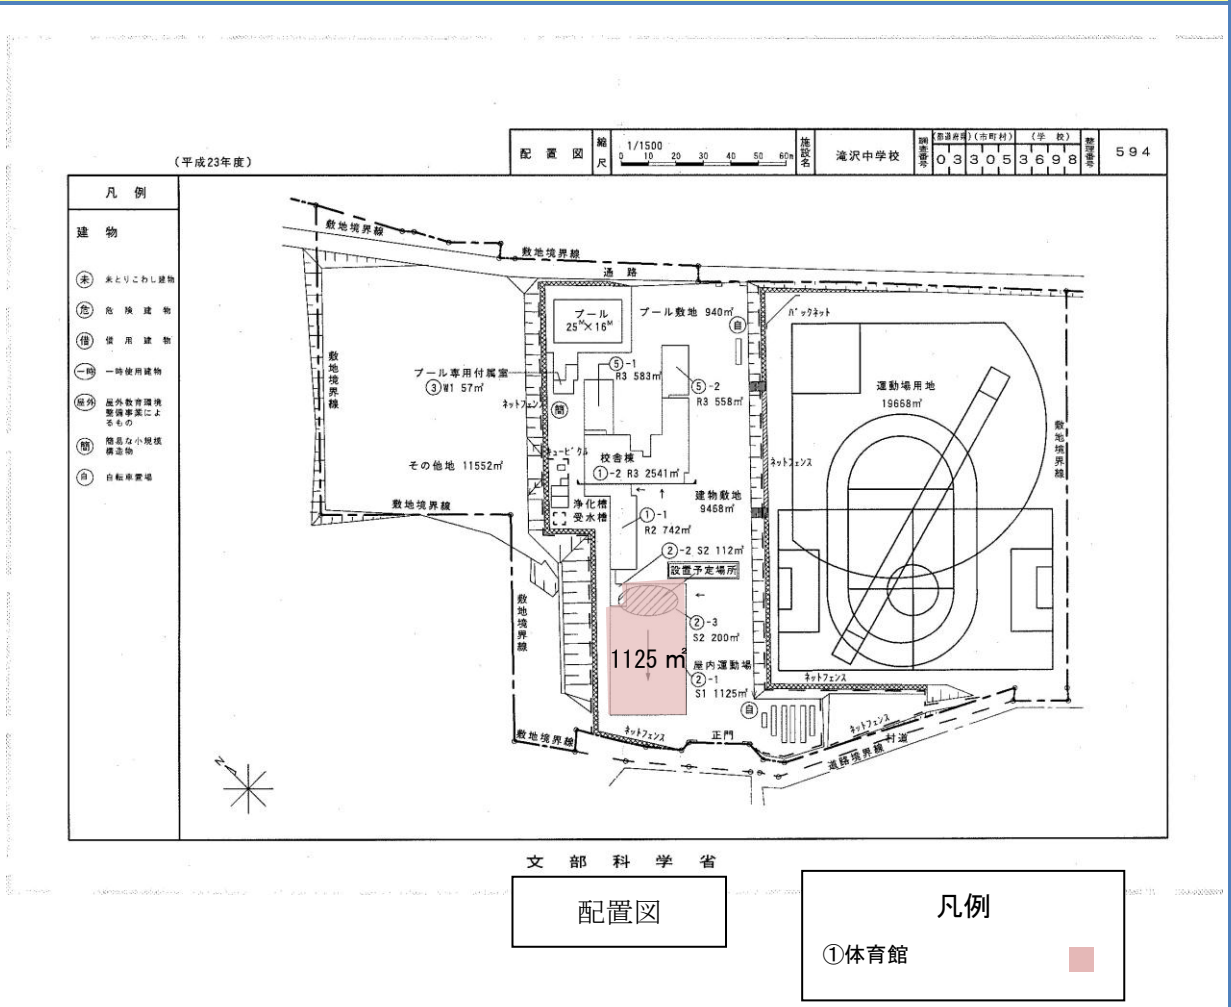 (平成23年度)
配置図
縮尺
1/1500
0 10 20 30 40 50 60m
施設名
滝沢中学校
調査番号
(都道府県)(市町村)(学校)
03 305 3698
整理番号
594
凡例
建物
未 未とりこわし建物
危 危険建物
借 借用建物
一時 一時使用建物
屋外 屋外教育環境
整備事業によ
るもの
簡 簡易な小規模
構造物
自 自転車置場
敷地境界線
敷地境界線
通路
プール
25M×16M
プール敷地 940㎡
自
バックネット
敷地境界線
プール専用付属室
③W1 57㎡
⑤-1
R3 583㎡
⑤-2
R3 558㎡
運動場用地
19668㎡
ネットフェンス
簡
敷地境界線
キュービクル
校舎棟
①-2 R3 2541㎡
ネットフェンス
その他地 11552㎡
建物敷地
9468㎡
敷地境界線
浄化槽
受水槽
①-1
R2 742㎡
②-2 S2 112㎡
設置予定場所
敷地境界線
②-3
S2 200㎡
1125 ㎡
屋内運動場
②-1
S1 1125㎡
ネットフェンス
自
敷地境界線
ネットフェンス
正門
ネットフェンス
村道
道路境界線
N
文部科学省
配置図
凡例
①体育館